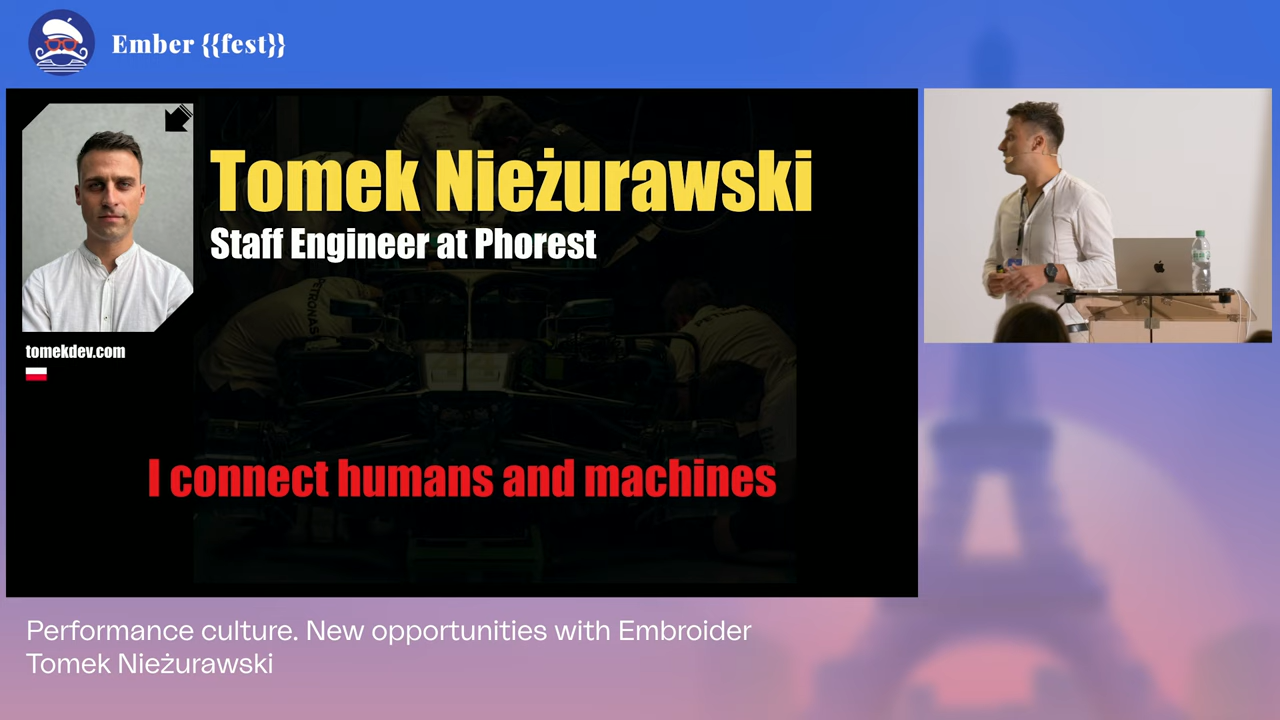 Ember {{fest}}
Tomek Nieżurawski
Staff Engineer at Phorest
tomekdev.com
PETRONAS
I connect humans and machines
Performance culture. New opportunities with Embroider
Tomek Nieżurawski